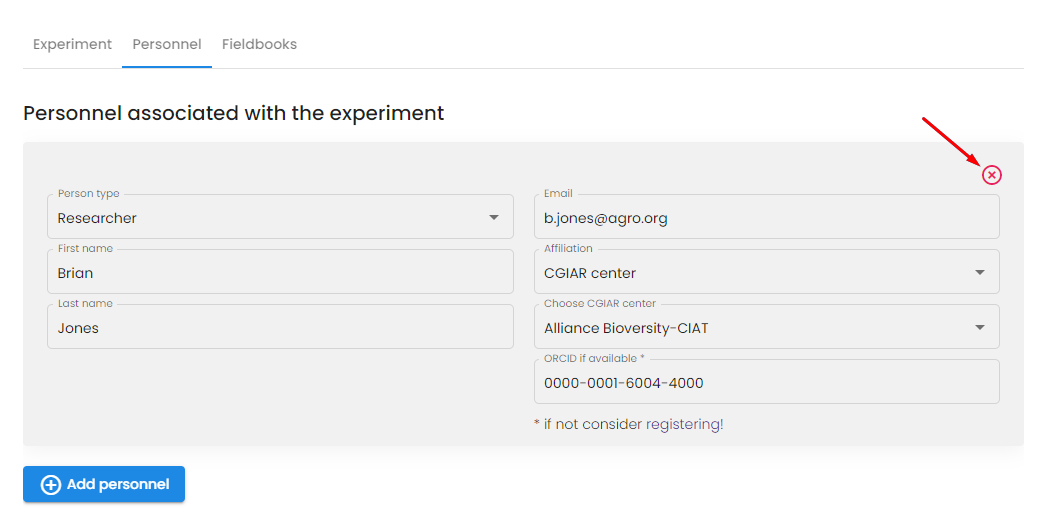 Experiment Personnel Fieldbooks
Personnel associated with the experiment
Person type
Researcher
First name
Brian
Last name
Jones
Email
b.jones@agro.org
Affiliation
CGIAR center
Choose CGIAR center
Alliance Bioversity-CIAT
ORCID if available *
0000-0001-6004-4000
* if not consider registering!
Add personnel